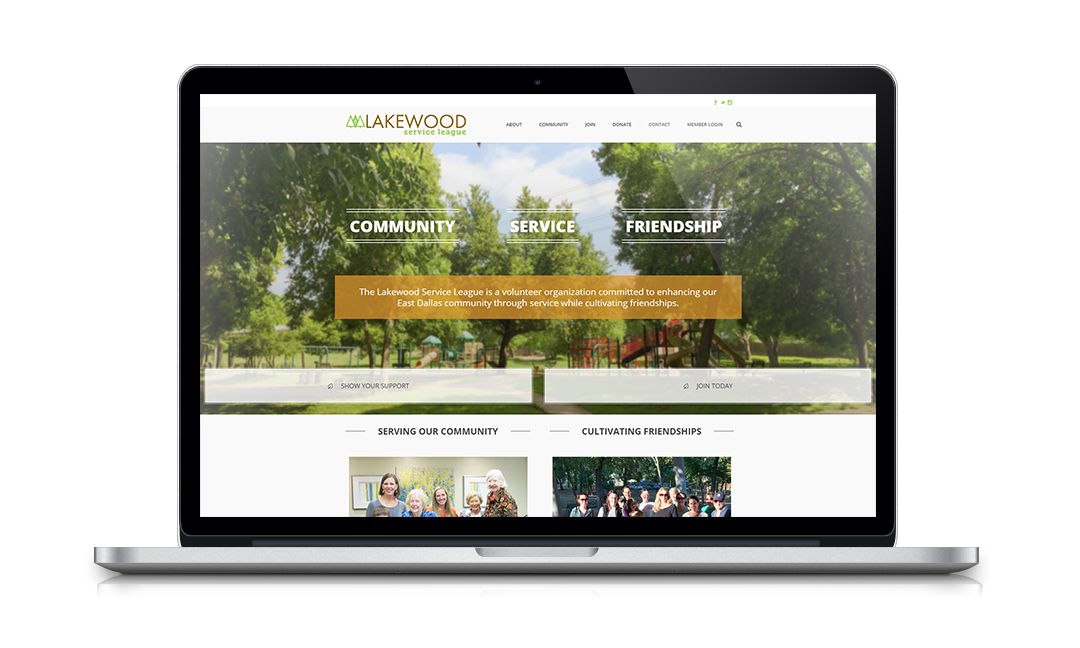 LAKEWOOD
service league
ABOUT COMMUNITY JOIN DONATE CONTACT MEMBER LOGIN
COMMUNITY SERVICE FRIENDSHIP
The Lakewood Service League is a volunteer organization committed to enhancing our
East Dallas community through service while cultivating friendships.
SHOW YOUR SUPPORT JOIN TODAY
SERVING OUR COMMUNITY CULTIVATING FRIENDSHIPS